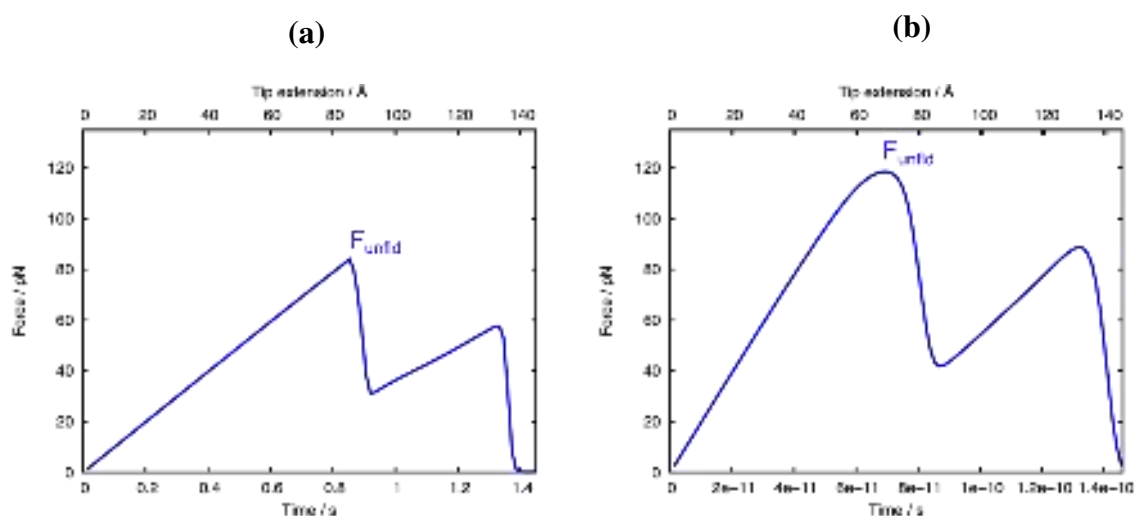 (a)
Tip extension / Å
0 20 40 60 80 100 120 140
Force / pN
120
100
80
60
40
20
0
F_unfld
0 0.2 0.4 0.6 0.8 1 1.2 1.4
Time / s
(b)
Tip extension / Å
0 20 40 60 80 100 120 140
Force / pN
120
100
80
60
40
20
0
F_unfld
0 2e-11 4e-11 6e-11 8e-11 1e-10 1.2e-10 1.4e-10
Time / s